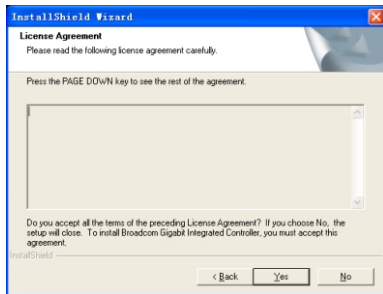 InstallShield Wizard
License Agreement
Please read the following license agreement carefully.
Press the PAGE DOWN key to see the rest of the agreement.
Do you accept all the terms of the preceding License Agreement? If you choose No, the
setup will close. To install Broadcom Gigabit Integrated Controller, you must accept this
agreement.
InstallShield
< Back Yes No